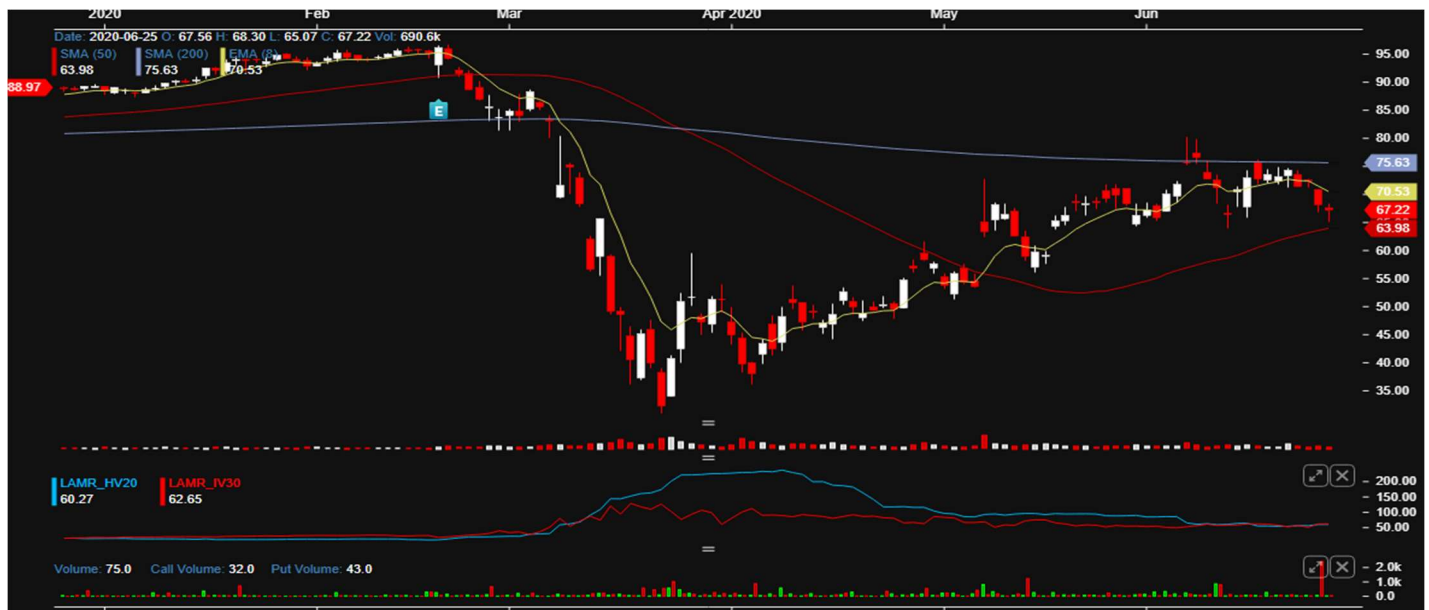 2020 Feb Mar Apr 2020 May Jun
Date: 2020-06-25 O: 67.56 H: 68.30 L: 65.07 C: 67.22 Vol: 690.6k
SMA (50) SMA (200) EMA (8)
63.98 75.63 70.53
95.00
90.00
88.97
85.00
E
80.00
75.63
70.53
67.22
63.98
60.00
55.00
50.00
45.00
40.00
35.00
LAMR_HV20 LAMR_IV30
60.27 62.65
200.00
150.00
100.00
50.00
Volume: 75.0 Call Volume: 32.0 Put Volume: 43.0
2.0k
1.0k
0.0